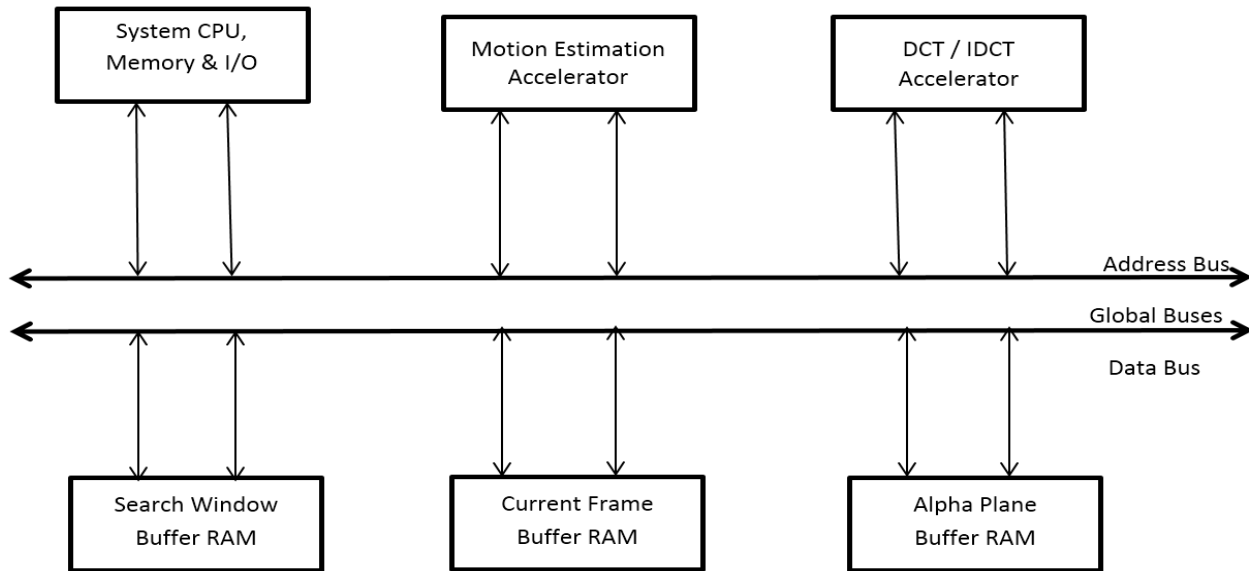 System CPU,
Memory & I/O
Motion Estimation
Accelerator
DCT / IDCT
Accelerator
Address Bus
Global Buses
Data Bus
Search Window
Buffer RAM
Current Frame
Buffer RAM
Alpha Plane
Buffer RAM